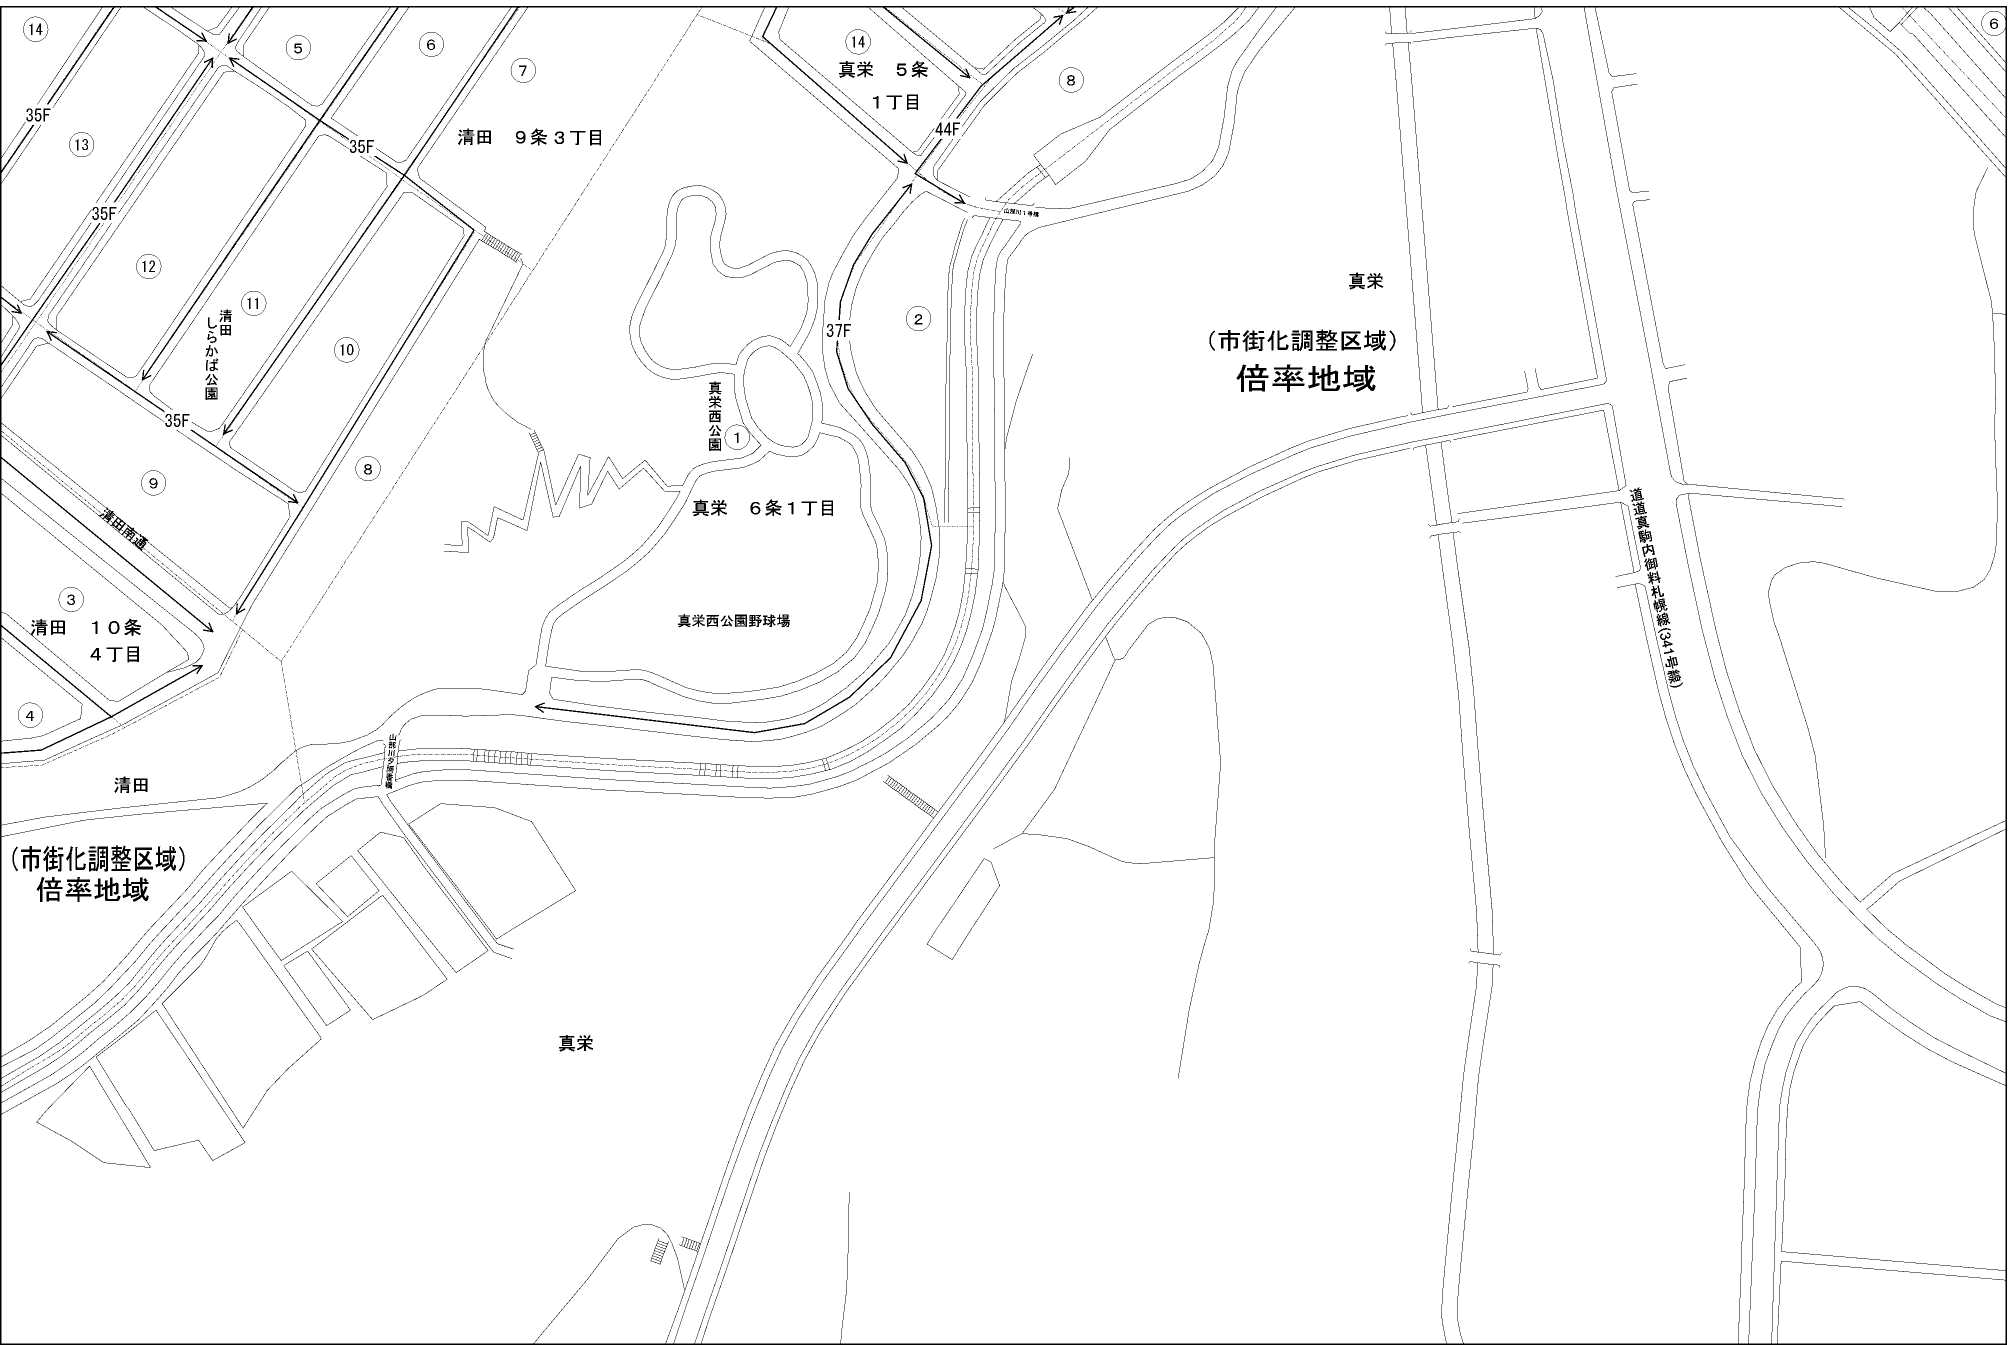 ⑭
⑤
⑥
⑦
⑭
真栄　５条
１丁目
⑧
⑥
35F
⑬
35F
清田　９条３丁目
44F
35F
⑫
⑪
清田
しらかば公園
⑩
山部川１号橋
37F
②
真栄
（市街化調整区域）
倍率地域
35F
⑨
⑧
清田南通
真栄西公園
①
真栄　６条１丁目
道道真駒内御料札幌線(341号線)
③
清田　１０条
４丁目
④
真栄西公園野球場
清田
（市街化調整区域）
倍率地域
真栄